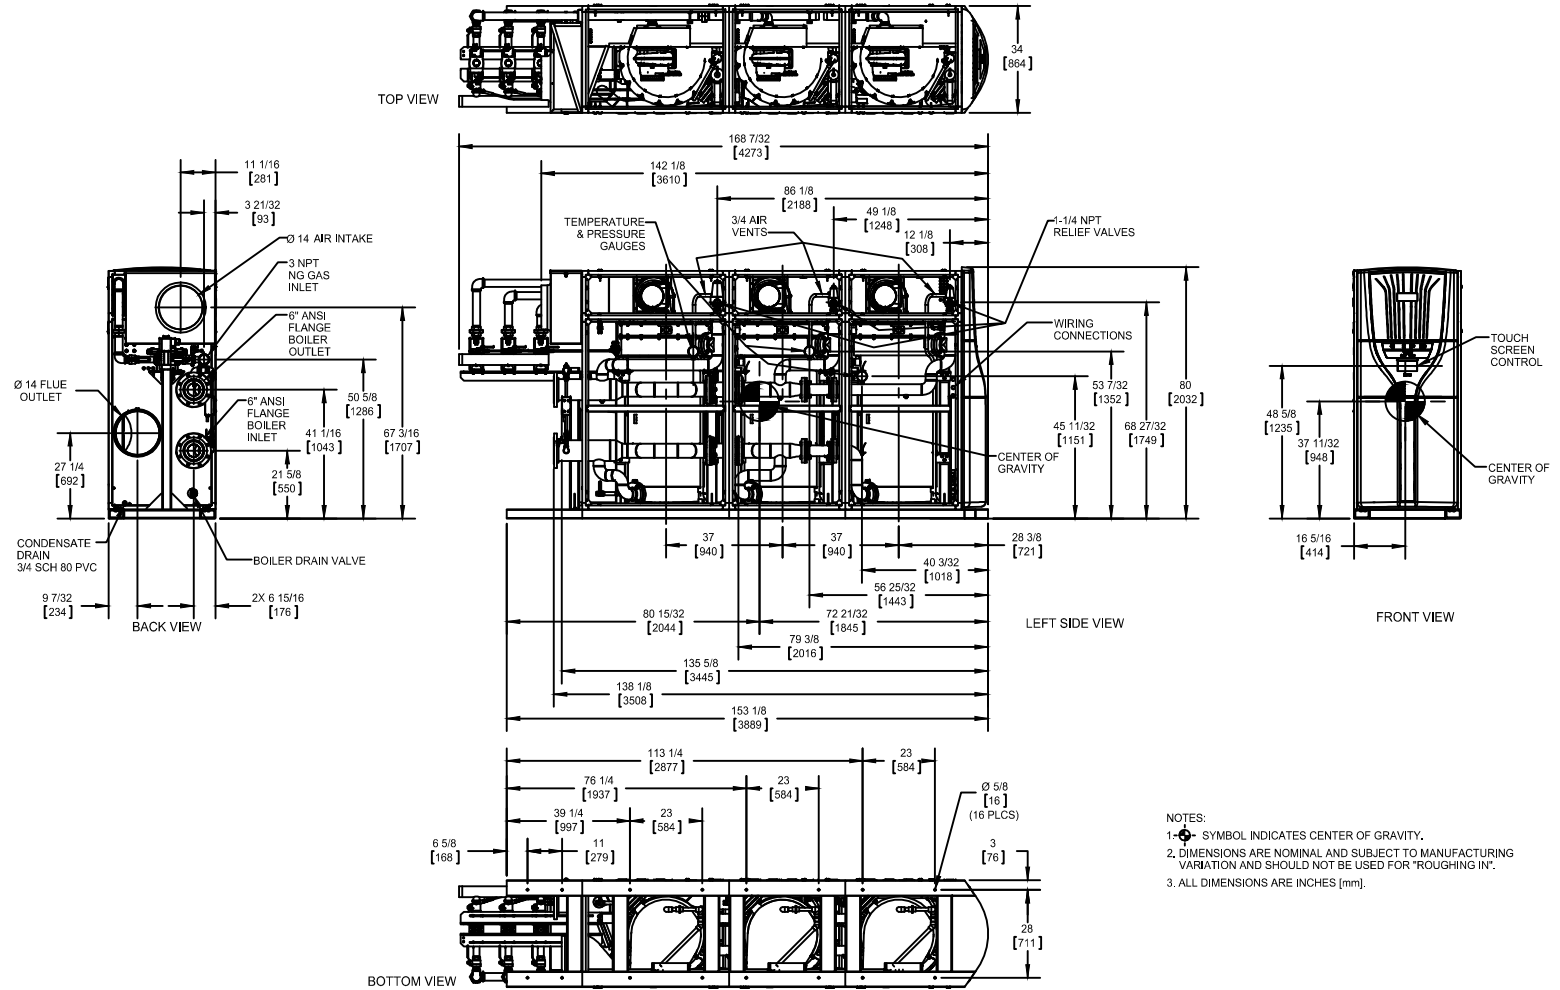 TOP VIEW
34
[864]
168 7/32
[4273]
142 1/8
[3610]
86 1/8
[2188]
49 1/8
[1248]
12 1/8
[308]
TEMPERATURE
& PRESSURE
GAUGES
3/4 AIR
VENTS
1-1/4 NPT
RELIEF VALVES
WIRING
CONNECTIONS
CENTER OF
GRAVITY
11 1/16
[281]
3 21/32
[93]
Ø 14 AIR INTAKE
3 NPT
NG GAS
INLET
6" ANSI
FLANGE
BOILER
OUTLET
Ø 14 FLUE
OUTLET
6" ANSI
FLANGE
BOILER
INLET
50 5/8
[1286]
41 1/16
[1043]
67 3/16
[1707]
27 1/4
[692]
21 5/8
[550]
CONDENSATE
DRAIN
3/4 SCH 80 PVC
BOILER DRAIN VALVE
9 7/32
[234]
2X 6 15/16
[176]
BACK VIEW
53 7/32
[1352]
80
[2032]
45 11/32
[1151]
68 27/32
[1749]
37
[940]
37
[940]
28 3/8
[721]
40 3/32
[1018]
56 25/32
[1443]
80 15/32
[2044]
72 21/32
[1845]
79 3/8
[2016]
135 5/8
[3445]
138 1/8
[3508]
153 1/8
[3889]
LEFT SIDE VIEW
TOUCH
SCREEN
CONTROL
48 5/8
[1235]
37 11/32
[948]
CENTER OF
GRAVITY
16 5/16
[414]
FRONT VIEW
113 1/4
[2877]
23
[584]
76 1/4
[1937]
23
[584]
Ø 5/8
[16]
(16 PLCS)
39 1/4
[997]
23
[584]
6 5/8
[168]
11
[279]
3
[76]
28
[711]
BOTTOM VIEW
NOTES:
1. SYMBOL INDICATES CENTER OF GRAVITY.
2. DIMENSIONS ARE NOMINAL AND SUBJECT TO MANUFACTURING
VARIATION AND SHOULD NOT BE USED FOR "ROUGHING IN".
3. ALL DIMENSIONS ARE INCHES [mm].